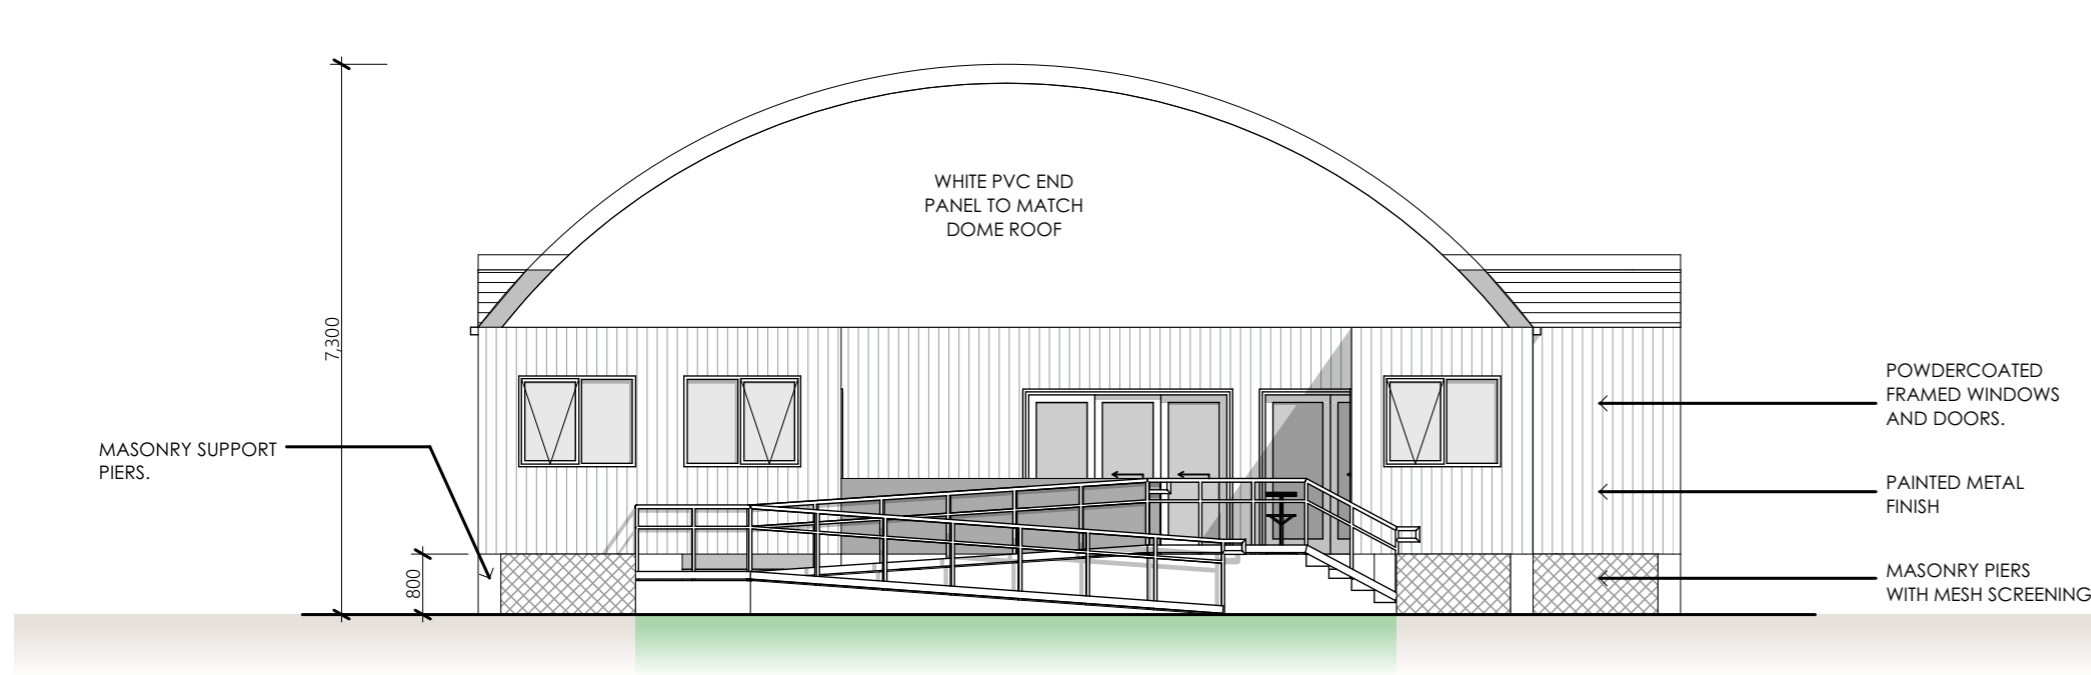 WHITE PVC END
PANEL TO MATCH
DOME ROOF
7,300
POWDERCOATED
FRAMED WINDOWS
AND DOORS.
MASONRY SUPPORT
PIERS.
PAINTED METAL
FINISH
800
MASONRY PIERS
WITH MESH SCREENING